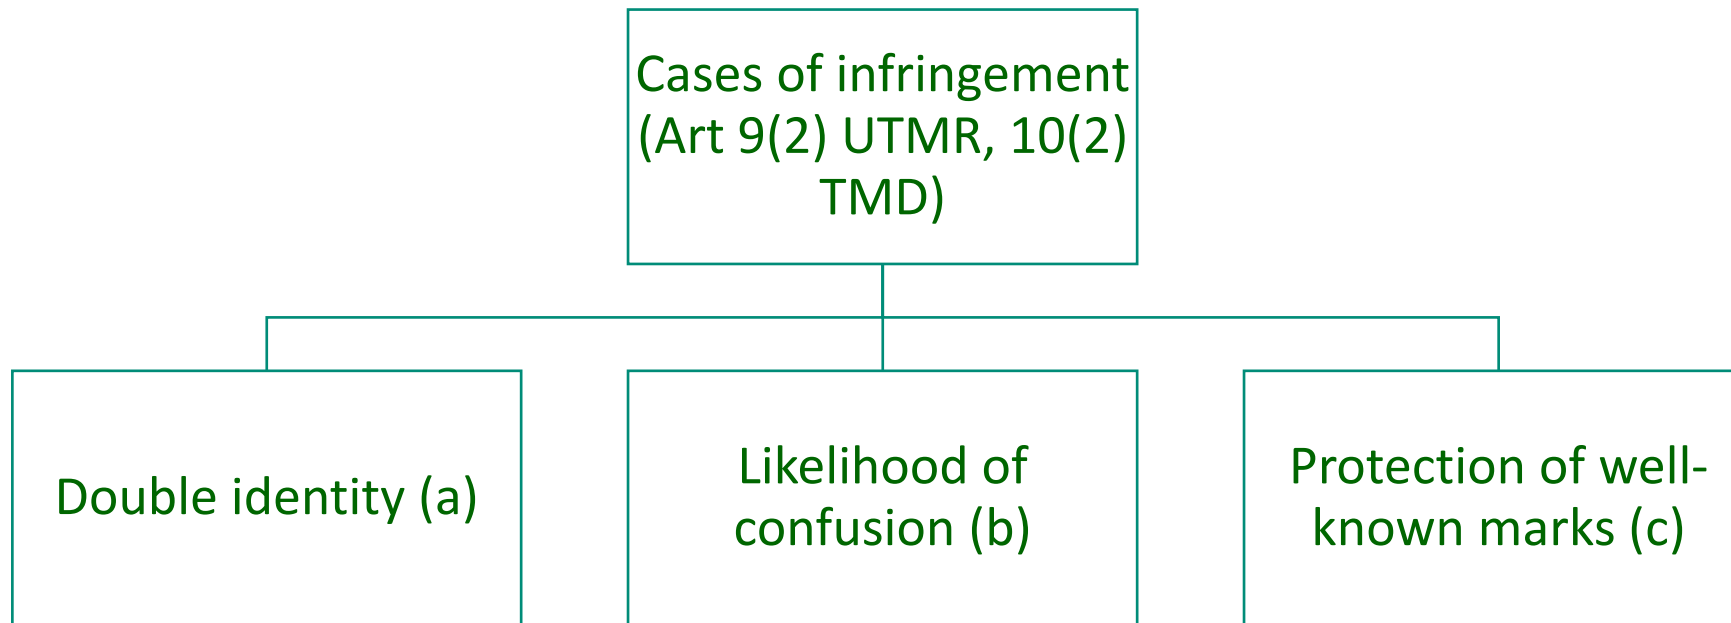 Cases of infringement
(Art 9(2) UTMR, 10(2)
TMD)
Double identity (a)
Likelihood of
confusion (b)
Protection of well-
known marks (c)